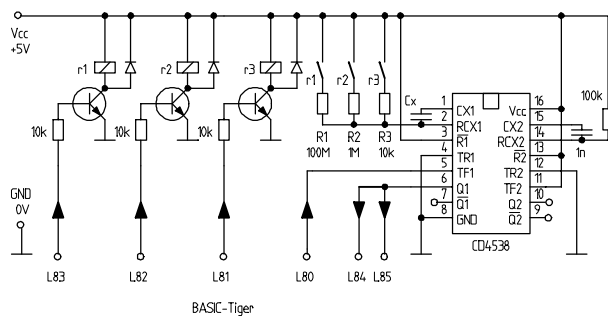 Vcc
+5V
r1
r2
r3
r1 r2 r3
10k
10k
10k
R1 R2 R3
100M 1M 10k
Cx
100k
1n
1 CX1 Vcc 16
2 RCX1 CX2 15
3 R1 RCX2 14
4 TR1 R2 13
5 TF1 TR2 12
6 Q1 TF2 11
7 Q1 Q2 10
8 GND Q2 9
CD4538
GND
0V
L83
L82
L81
L80
L84
L85
BASIC-Tiger